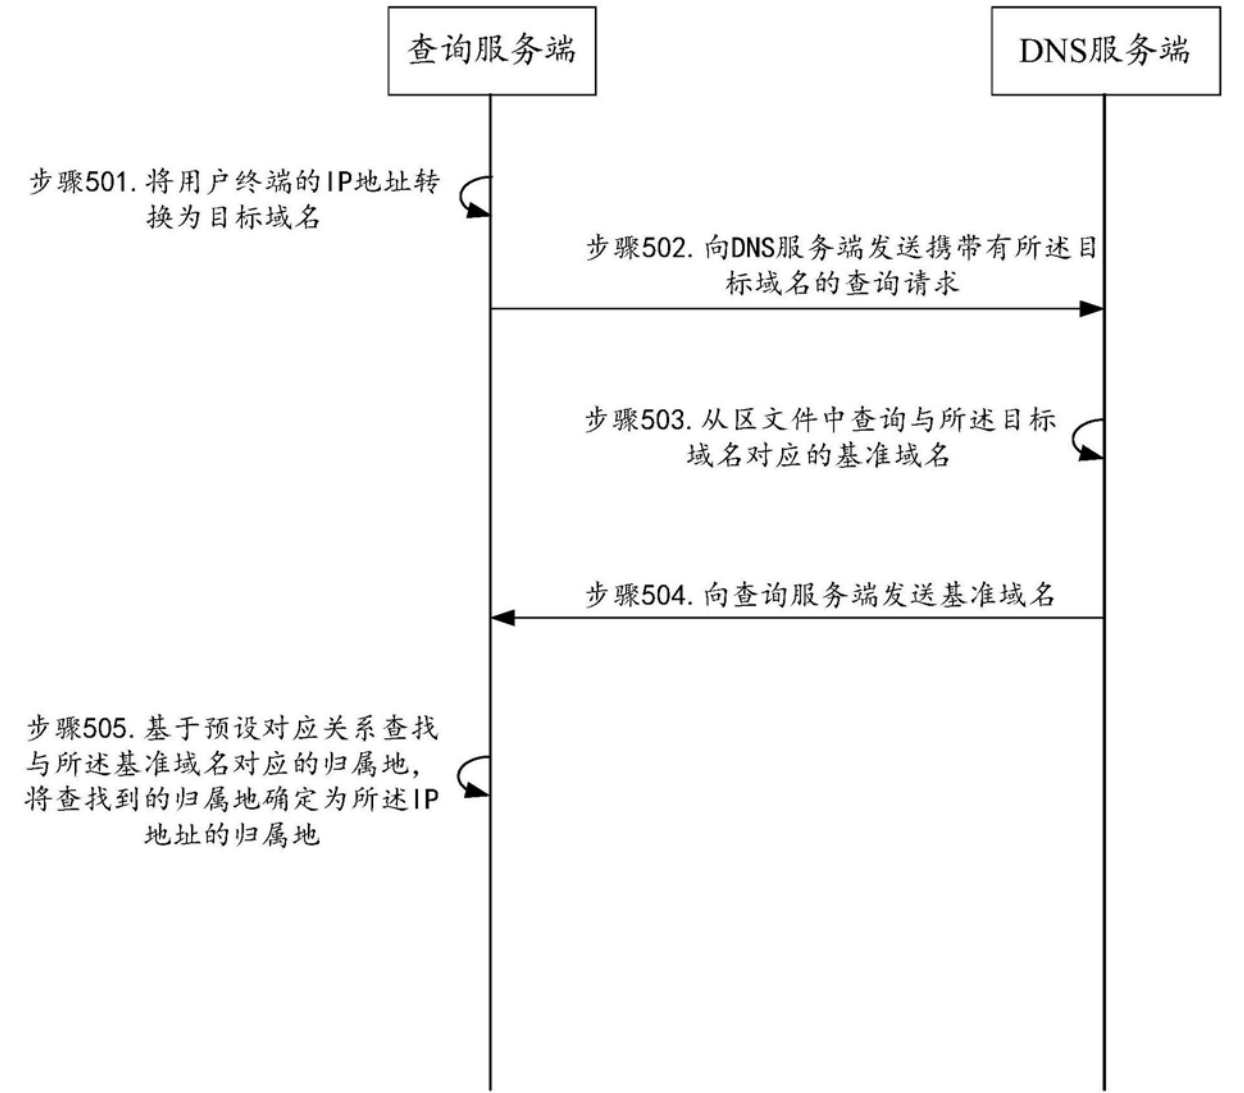 查询服务端
DNS服务端
步骤501.将用户终端的IP地址转
换为目标域名
步骤502.向DNS服务端发送携带有所述目
标域名的查询请求
步骤503.从区文件中查询与所述目标
域名对应的基准域名
步骤504.向查询服务端发送基准域名
步骤505.基于预设对应关系查找
与所述基准域名对应的归属地，
将查找到的归属地确定为所述IP
地址的归属地